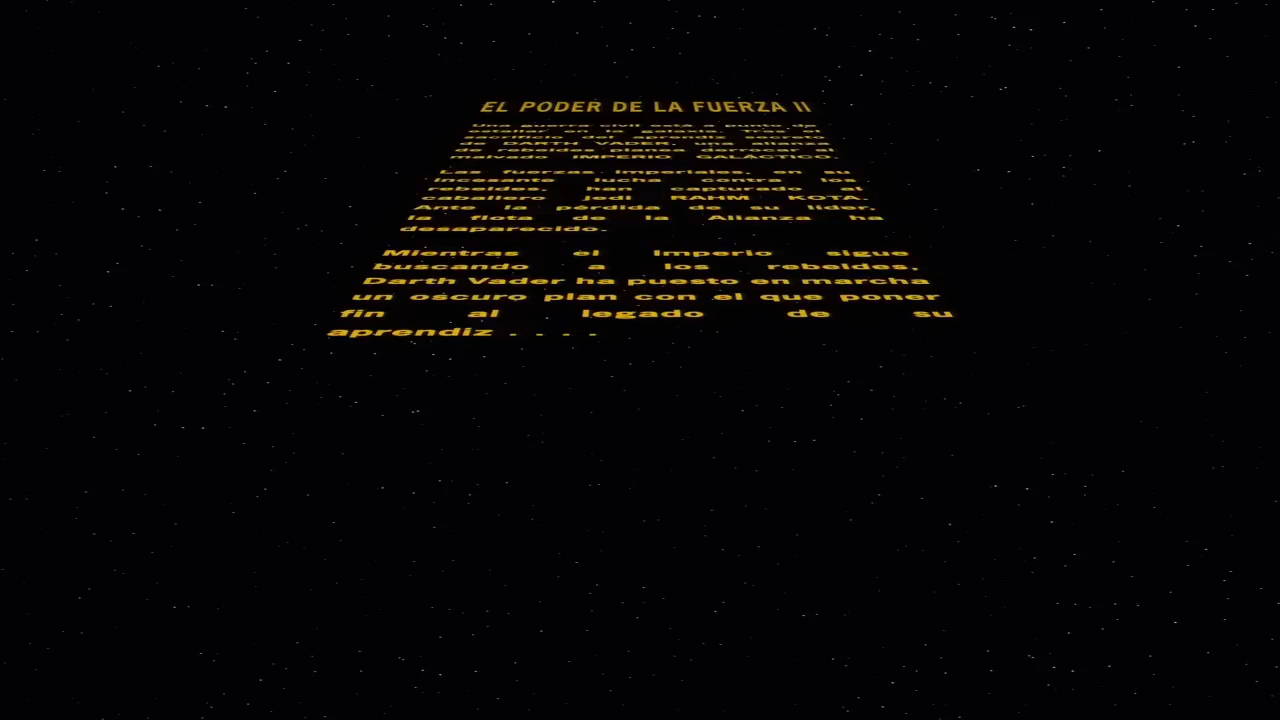 EL PODER DE LA FUERZA II
Una guerra civil está a punto de
estallar en la galaxia. Tras el
sacrificio del aprendiz secreto
de DARTH VADER, una alianza
de rebeldes planea derrocar al
malvado IMPERIO GALÁCTICO.
Las fuerzas imperiales, en su
incesante lucha contra los
rebeldes, han capturado al
caballero jedi RAHM KOTA.
Ante la pérdida de su líder,
la flota de la Alianza ha
desaparecido.
Mientras el Imperio sigue
buscando a los rebeldes,
Darth Vader ha puesto en marcha
un oscuro plan con el que poner
fin al legado de su
aprendiz . . . .